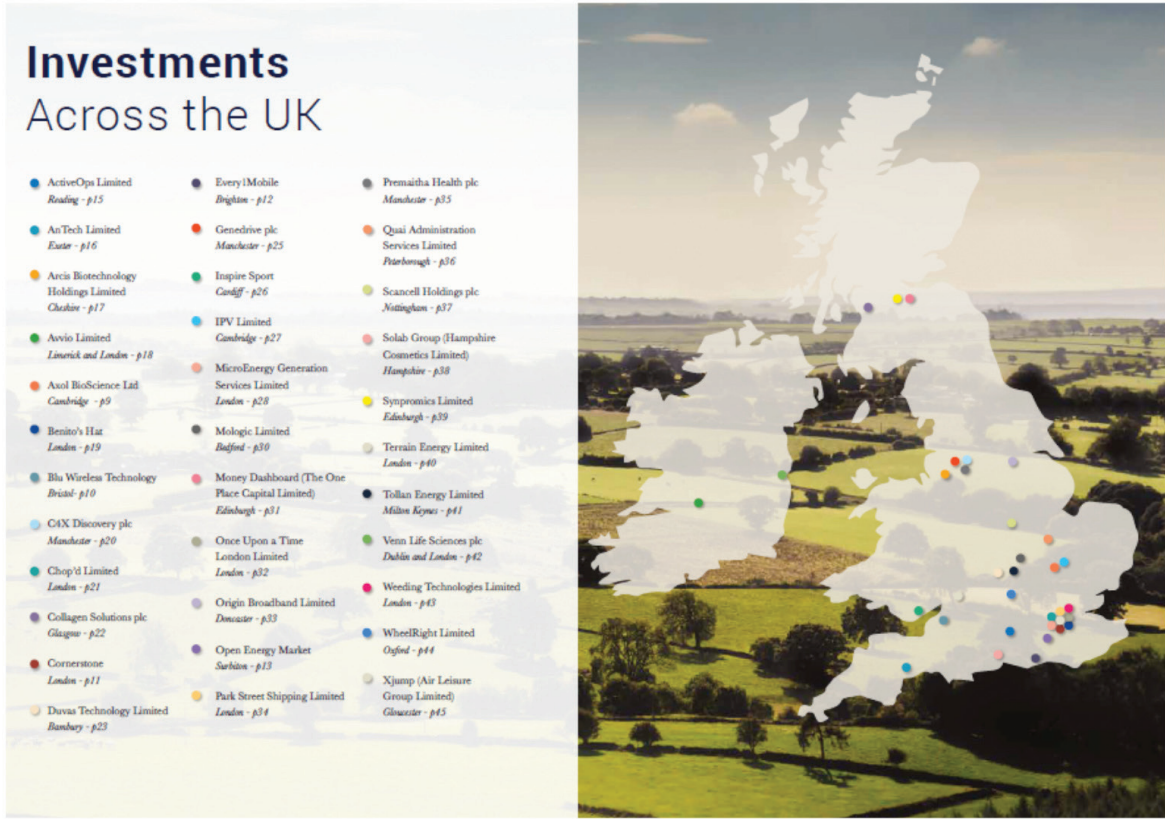 Investments
Across the UK
ActiveOps Limited
Reading - p15
AnTech Limited
Exeter - p16
Arcis Biotechnology
Holdings Limited
Cheshire - p17
Avvio Limited
Limerick and London - p18
Axol BioScience Ltd
Cambridge - p9
Benito's Hat
London - p19
Blu Wireless Technology
Bristol- p10
C4X Discovery plc
Manchester - p20
Chop'd Limited
London - p21
Collagen Solutions plc
Glasgow - p22
Cornerstone
London - p11
Duvas Technology Limited
Bambury - p23
Every1Mobile
Brighton - p12
Genedrive plc
Manchester - p25
Inspire Sport
Cardiff - p26
IPV Limited
Cambridge - p27
MicroEnergy Generation
Services Limited
London - p28
Mologic Limited
Bedford - p30
Money Dashboard (The One
Place Capital Limited)
Edinburgh - p31
Once Upon a Time
London Limited
London - p32
Origin Broadband Limited
Doncaster - p33
Open Energy Market
Surbiton - p13
Park Street Shipping Limited
London - p34
Premaitha Health plc
Manchester - p35
Quai Administration
Services Limited
Peterborough - p36
Scancell Holdings plc
Nottingham - p37
Solab Group (Hampshire
Cosmetics Limited)
Hampshire - p38
Synpromics Limited
Edinburgh - p39
Terrain Energy Limited
London - p40
Tollan Energy Limited
Milton Keynes - p41
Venn Life Sciences plc
Dublin and London - p42
Weeding Technologies Limited
London - p43
WheelRight Limited
Oxford - p44
Xjump (Air Leisure
Group Limited)
Gloucester - p45